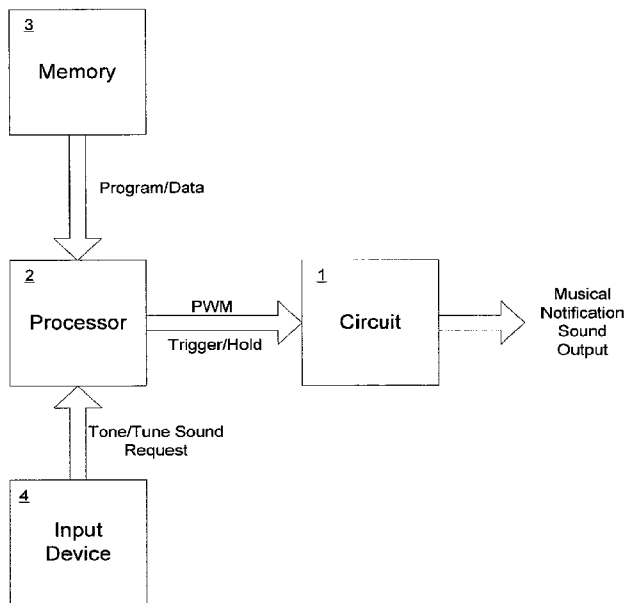 3
Memory
Program/Data
2
Processor
PWM
Trigger/Hold
1
Circuit
Musical
Notification
Sound
Output
Tone/Tune Sound
Request
4
Input
Device